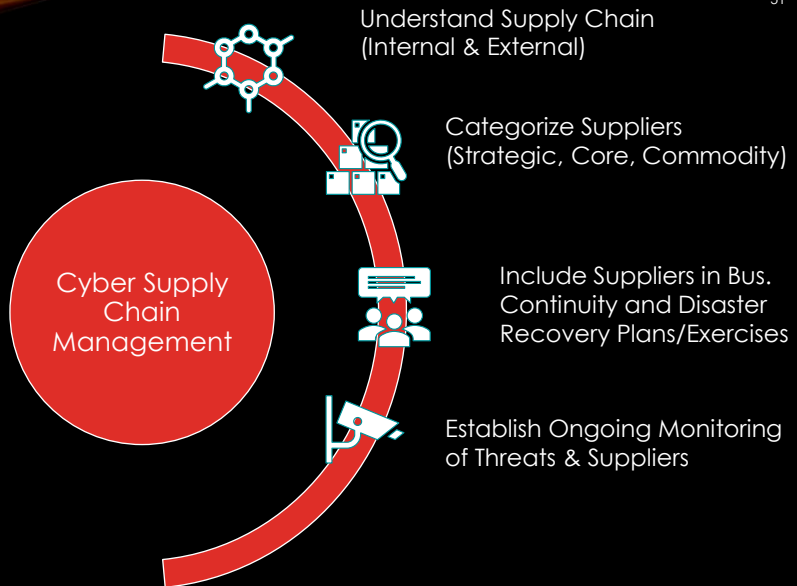 Understand Supply Chain
(Internal & External)
Categorize Suppliers
(Strategic, Core, Commodity)
Cyber Supply
Chain
Management
Include Suppliers in Bus.
Continuity and Disaster
Recovery Plans/Exercises
Establish Ongoing Monitoring
of Threats & Suppliers